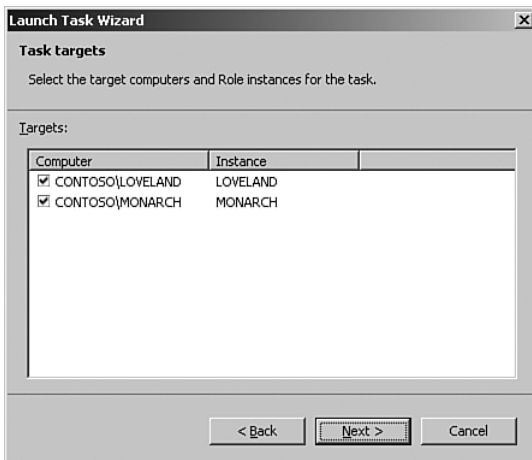 Launch Task Wizard
Task targets
Select the target computers and Role instances for the task.
Targets:
Computer Instance
CONTOSO\LOVELAND LOVELAND
CONTOSO\MONARCH MONARCH
< Back Next > Cancel